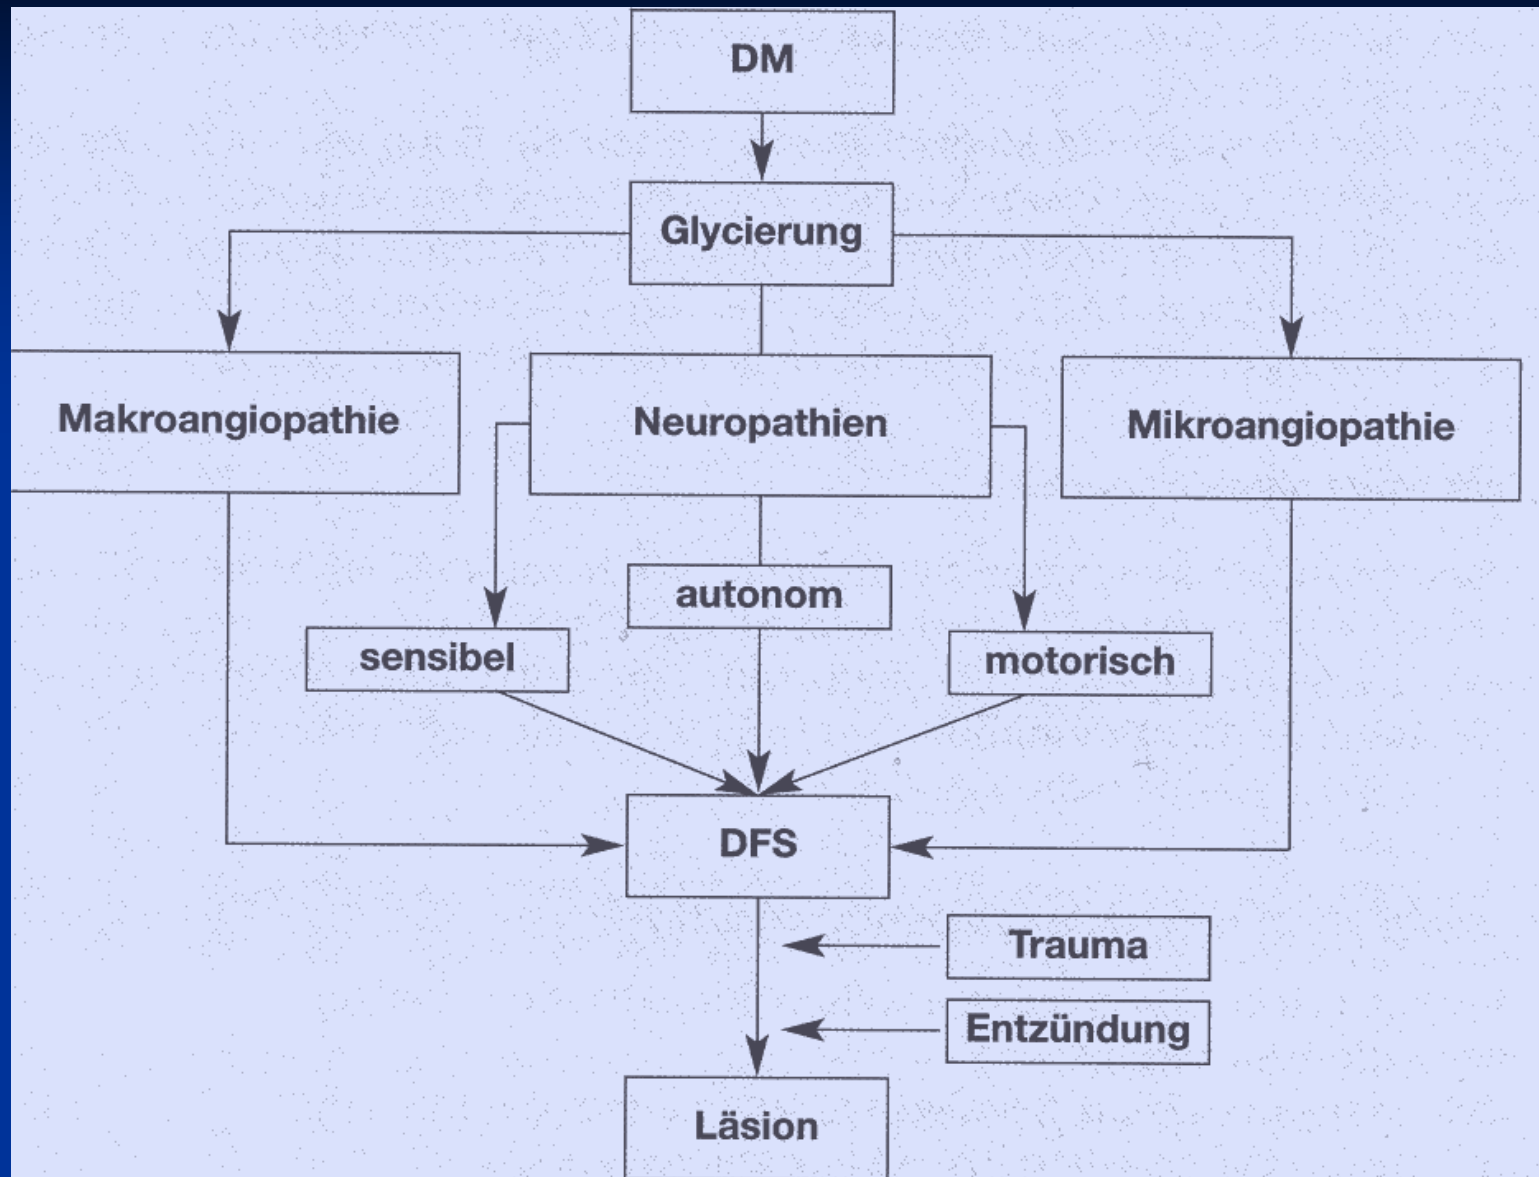 DM
Glycierung
Makroangiopathie
Neuropathien
Mikroangiopathie
autonom
sensibel
motorisch
DFS
Trauma
Entzündung
Läsion